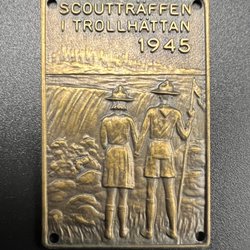 SCOUTTRÄFFEN
I TROLLHÄTTAN
1945